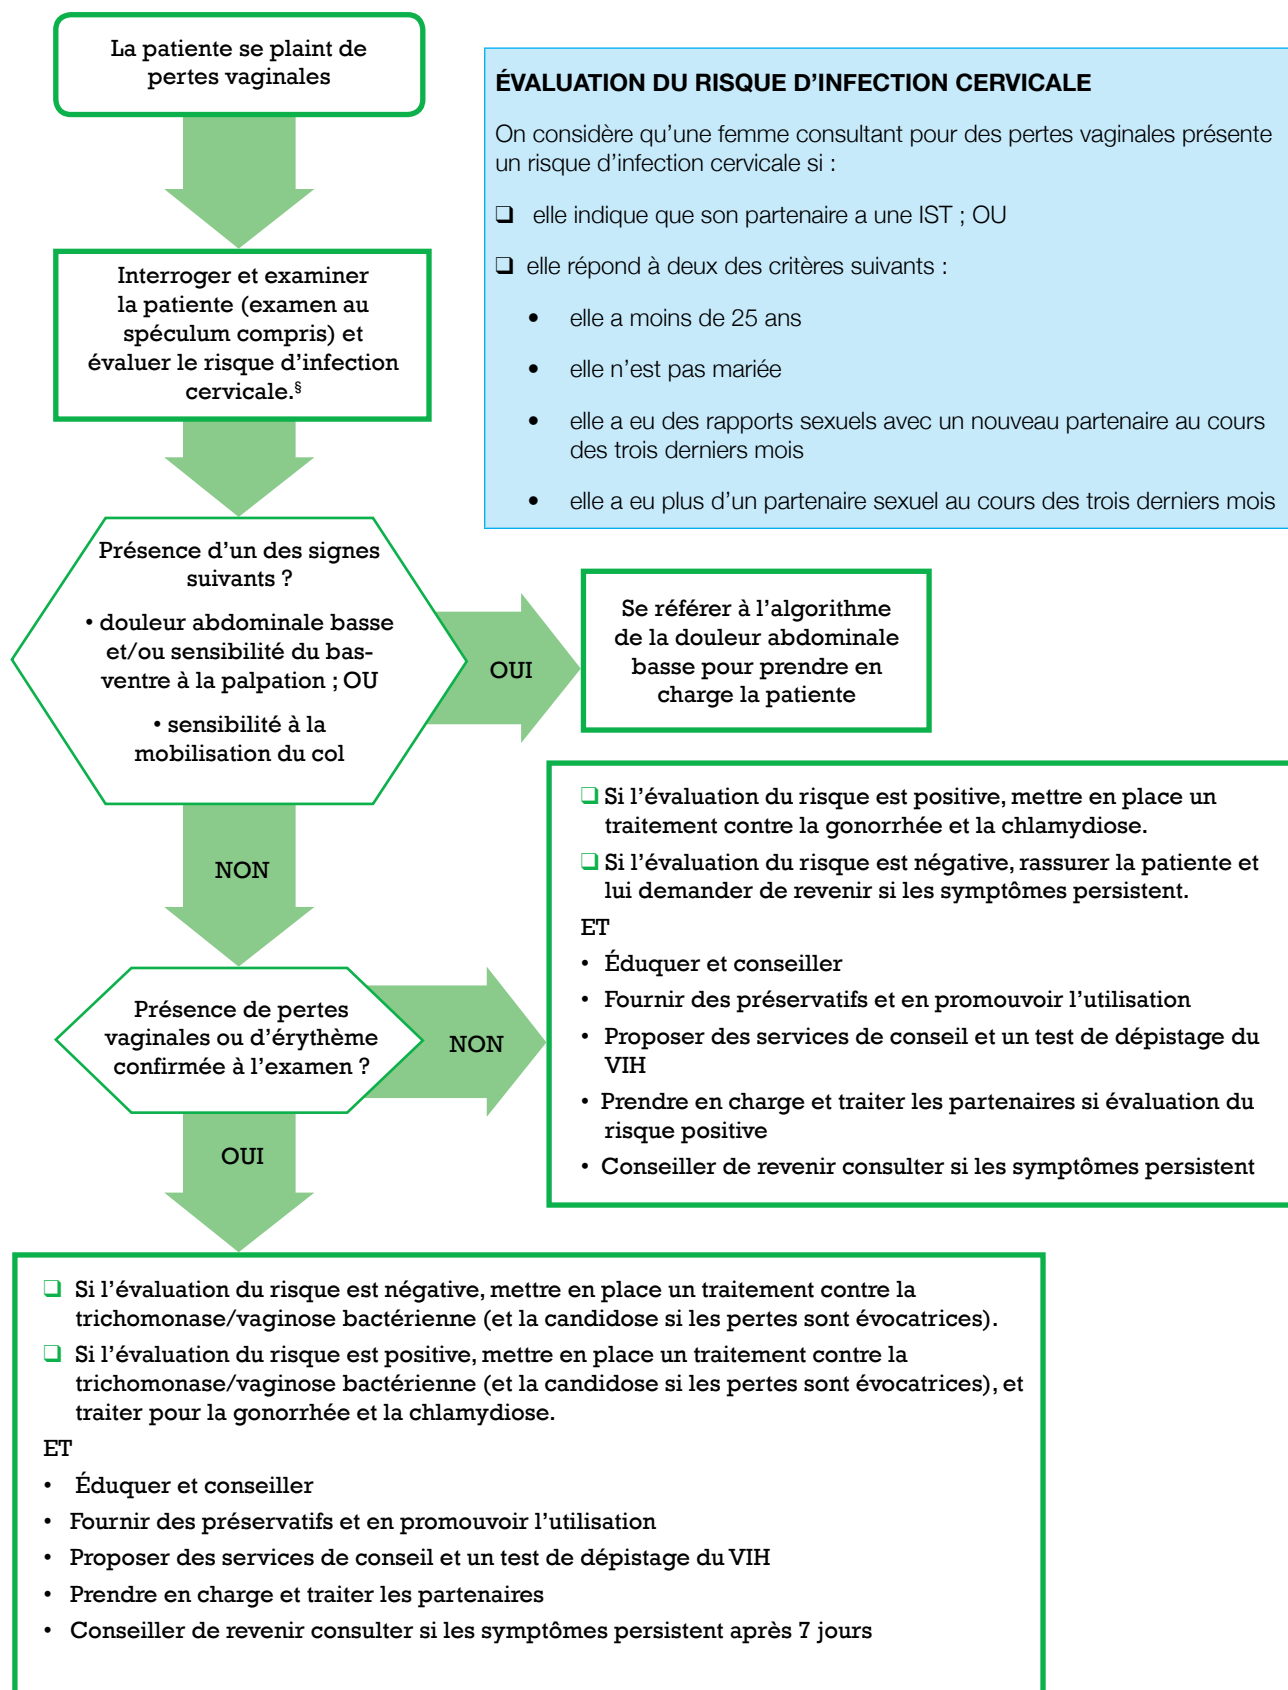 La patiente se plaint de
pertes vaginales
ÉVALUATION DU RISQUE D’INFECTION CERVICALE
On considère qu’une femme consultant pour des pertes vaginales présente
un risque d’infection cervicale si :
❑ elle indique que son partenaire a une IST ; OU
❑ elle répond à deux des critères suivants :
• elle a moins de 25 ans
• elle n’est pas mariée
• elle a eu des rapports sexuels avec un nouveau partenaire au cours
des trois derniers mois
• elle a eu plus d’un partenaire sexuel au cours des trois derniers mois
Interroger et examiner
la patiente (examen au
spéculum compris) et
évaluer le risque d’infection
cervicale.§
Présence d’un des signes
suivants ?
• douleur abdominale basse
et/ou sensibilité du bas-
ventre à la palpation ; OU
• sensibilité à la
mobilisation du col
OUI
Se référer à l’algorithme
de la douleur abdominale
basse pour prendre en
charge la patiente
NON
Présence de pertes
vaginales ou d’érythème
confirmée à l’examen ?
NON
❑ Si l’évaluation du risque est positive, mettre en place un
traitement contre la gonorrhée et la chlamydiose.
❑ Si l’évaluation du risque est négative, rassurer la patiente et
lui demander de revenir si les symptômes persistent.
ET
• Éduquer et conseiller
• Fournir des préservatifs et en promouvoir l’utilisation
• Proposer des services de conseil et un test de dépistage du
VIH
• Prendre en charge et traiter les partenaires si évaluation du
risque positive
• Conseiller de revenir consulter si les symptômes persistent
OUI
❑ Si l’évaluation du risque est négative, mettre en place un traitement contre la
trichomonase/vaginose bactérienne (et la candidose si les pertes sont évocatrices).
❑ Si l’évaluation du risque est positive, mettre en place un traitement contre la
trichomonase/vaginose bactérienne (et la candidose si les pertes sont évocatrices), et
traiter pour la gonorrhée et la chlamydiose.
ET
• Éduquer et conseiller
• Fournir des préservatifs et en promouvoir l’utilisation
• Proposer des services de conseil et un test de dépistage du VIH
• Prendre en charge et traiter les partenaires
• Conseiller de revenir consulter si les symptômes persistent après 7 jours